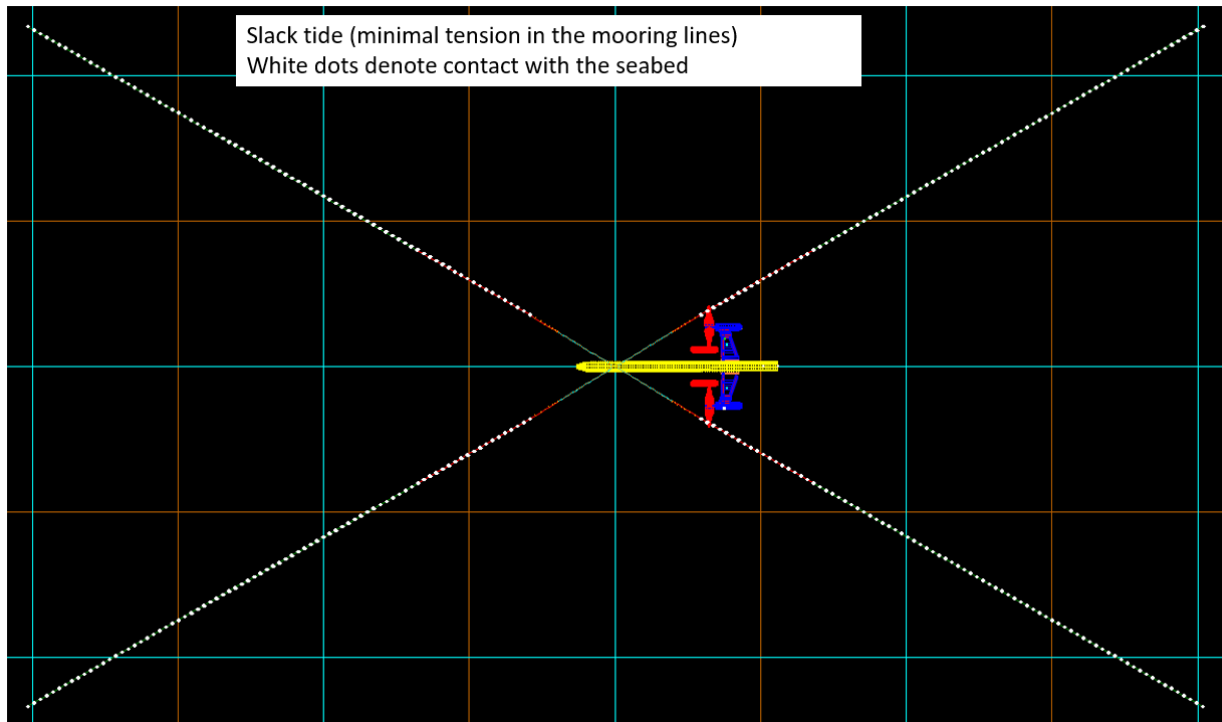 Slack tide (minimal tension in the mooring lines)
White dots denote contact with the seabed